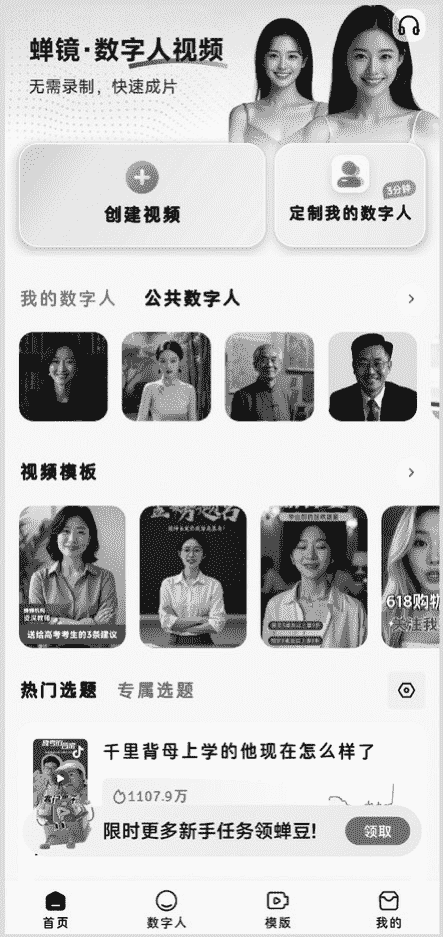 蝉镜·数字人视频
无需录制，快速成片
创建视频
3分钟
定制我的数字人
我的数字人 公共数字人
视频模板
资深教师
送给高考考生的3条建议
618购物
关注我
热门选题 专属选题
千里背母上学的他现在怎么样了
1107.9万
限时更多新手任务领蝉豆!
领取
首页 数字人 模版 我的